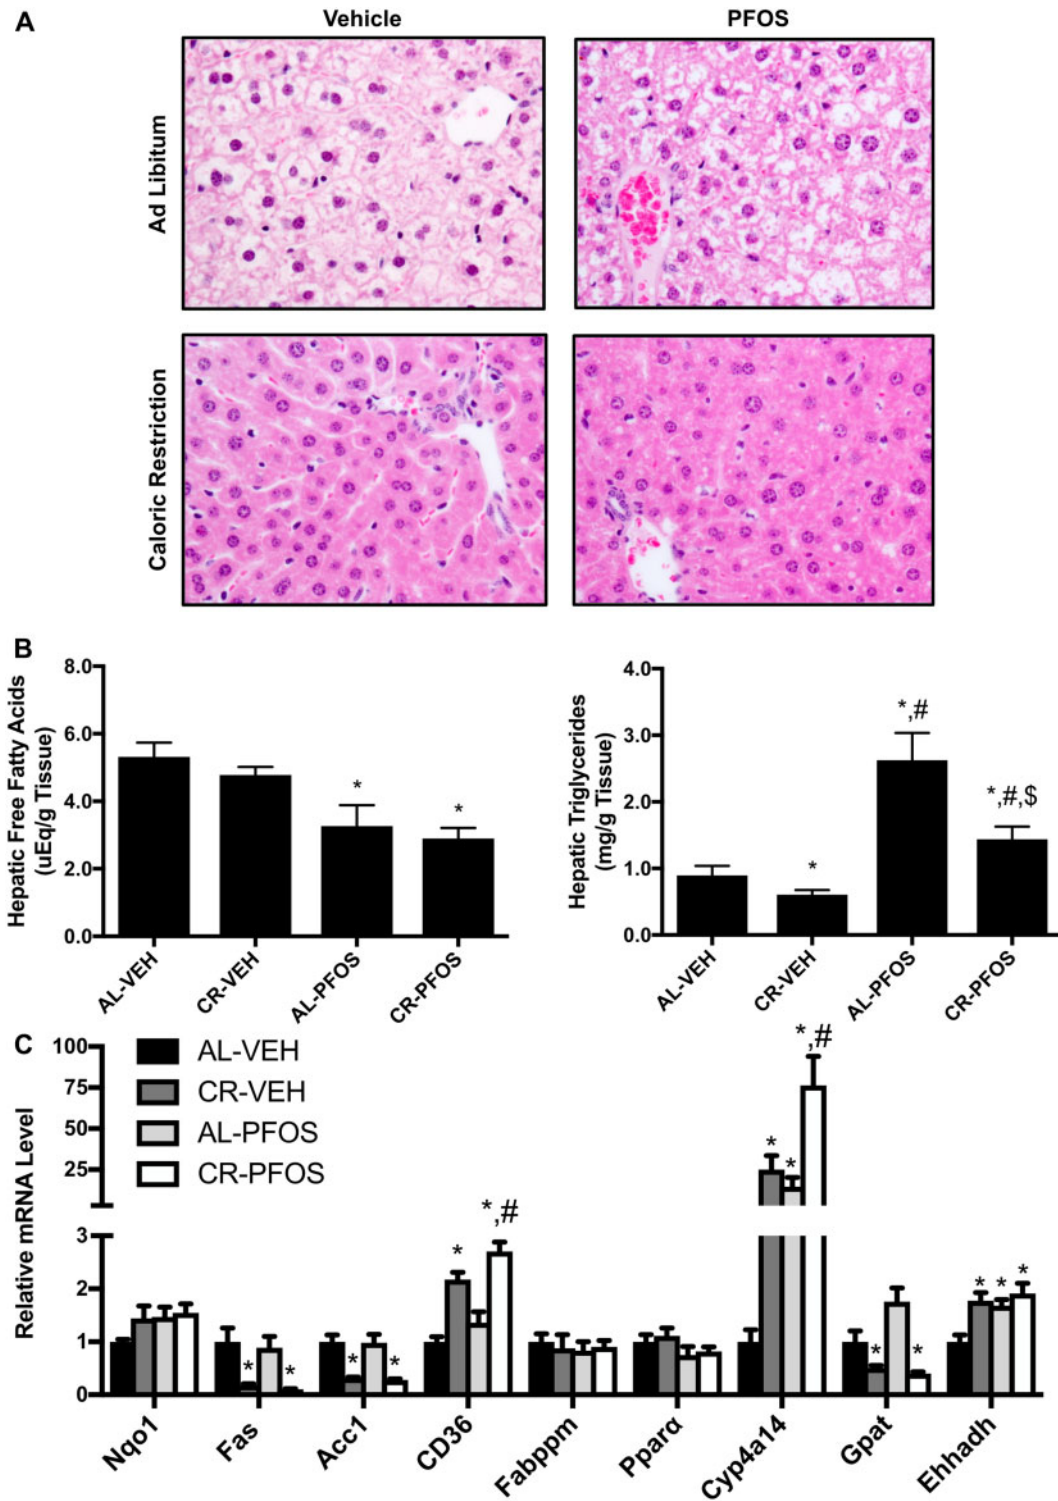 A
Vehicle PFOS
Ad Libitum
Caloric Restriction
B
Hepatic Free Fatty Acids
(uEq/g Tissue)
8.0
6.0
4.0
2.0
0.0
* *
AL-VEH CR-VEH AL-PFOS CR-PFOS
Hepatic Triglycerides
(mg/g Tissue)
4.0
3.0
2.0
1.0
0.0
* *,# *,#,$
AL-VEH CR-VEH AL-PFOS CR-PFOS
C
Relative mRNA Level
100
75
50
25
3
2
1
0
AL-VEH
CR-VEH
AL-PFOS
CR-PFOS
* * * * * *,# * * *,# * * * * *
Nqo1 Fas Acc1 CD36 Fabppm Pparα Cyp4a14 Gpat Ehhadh